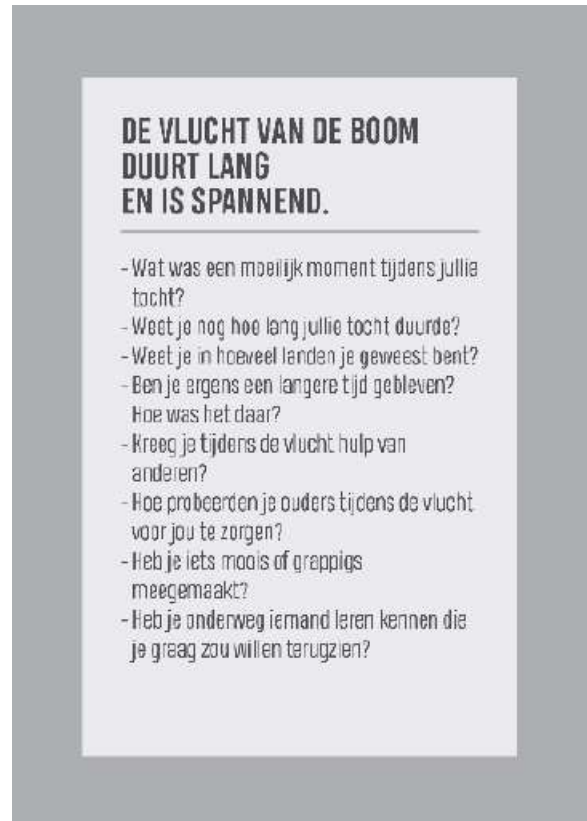 DE VLUCHT VAN DE BOOM
DUURT LANG
EN IS SPANNEND.
- Wat was een moeilijk moment tijdens jullie
tocht?
- Weet je nog hoe lang jullie tocht duurde?
- Weet je in hoeveel landen je geweest bent?
- Ben je ergens een langere tijd gebleven?
Hoe was het daar?
- Kreeg je tijdens de vlucht hulp van
anderen?
- Hoe probeerden je ouders tijdens de vlucht
voor jou te zorgen?
- Heb je iets moois of grappigs
meegemaakt?
- Heb je onderweg iemand leren kennen die
je graag zou willen terugzien?